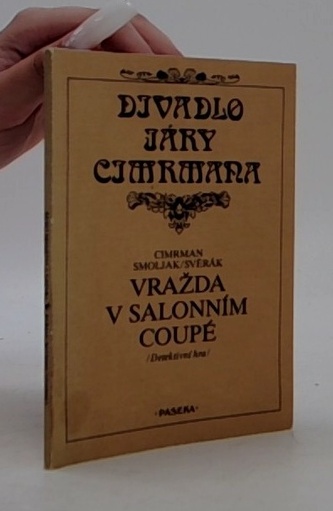 DIVADLO
JÁRY
CIMRMANA
CIMRMAN
SMOLJAK/SVĚRÁK
VRAŽDA
V SALONNÍM
COUPÉ
/Detektivní hra/
·PASEKA·